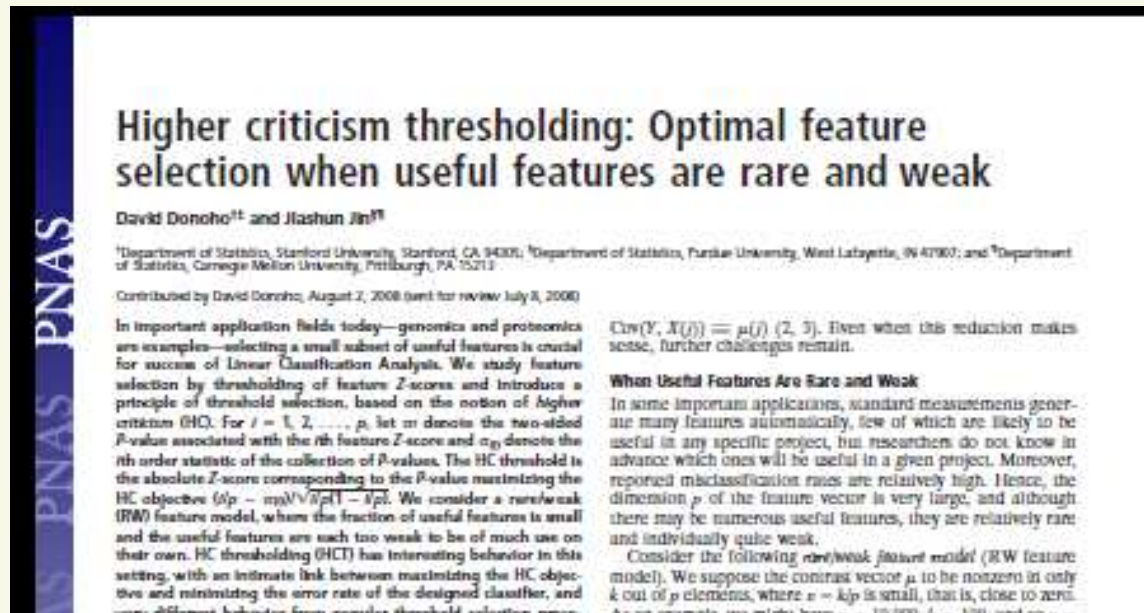 PNAS
PNAS
Higher criticism thresholding: Optimal feature
selection when useful features are rare and weak
David Donoho and Jiashun Jin
Department of Statistics, Stanford University, Stanford, CA 94305; Department of Statistics, Purdue University, West Lafayette, IN 47907; and Department
of Statistics, Carnegie Mellon University, Pittsburgh, PA 15213
Contributed by David Donoho, August 2, 2008 (sent for review July 8, 2008)
In important application fields today—genomics and proteomics
are examples—selecting a small subset of useful features is crucial
for success of Linear Classification Analysis. We study feature
selection by thresholding of feature Z-scores and introduce a
principle of threshold selection, based on the notion of higher
criticism (HC). For i = 1, 2, . . . , p, let denote the two-sided
P-value associated with the ith feature Z-score and denote the
ith order statistic of the collection of P-values. The HC threshold is
the absolute Z-score corresponding to the P-value maximizing the
HC objective We consider a rare/weak
(RW) feature model, where the fraction of useful features is small
and the useful features are each too weak to be of much use on
their own. HC thresholding (HCT) has interesting behavior in this
setting, with an intimate link between maximizing the HC objec-
tive and minimizing the error rate of the designed classifier, and
Cov(Y, X(j)) ≡ μ(j) (2, 3). Even when this reduction makes
sense, further challenges remain.
When Useful Features Are Rare and Weak
In some important applications, standard measurements gener-
ate many features automatically, few of which are likely to be
useful in any specific project, but researchers do not know in
advance which ones will be useful in a given project. Moreover,
reported misclassification rates are relatively high. Hence, the
dimension p of the feature vector is very large, and although
there may be numerous useful features, they are relatively rare
and individually quite weak.
Consider the following rare/weak feature model (RW feature
model). We suppose the contrast vector μ to be nonzero in only
k out of p elements, where ε = k/p is small, that is, close to zero.